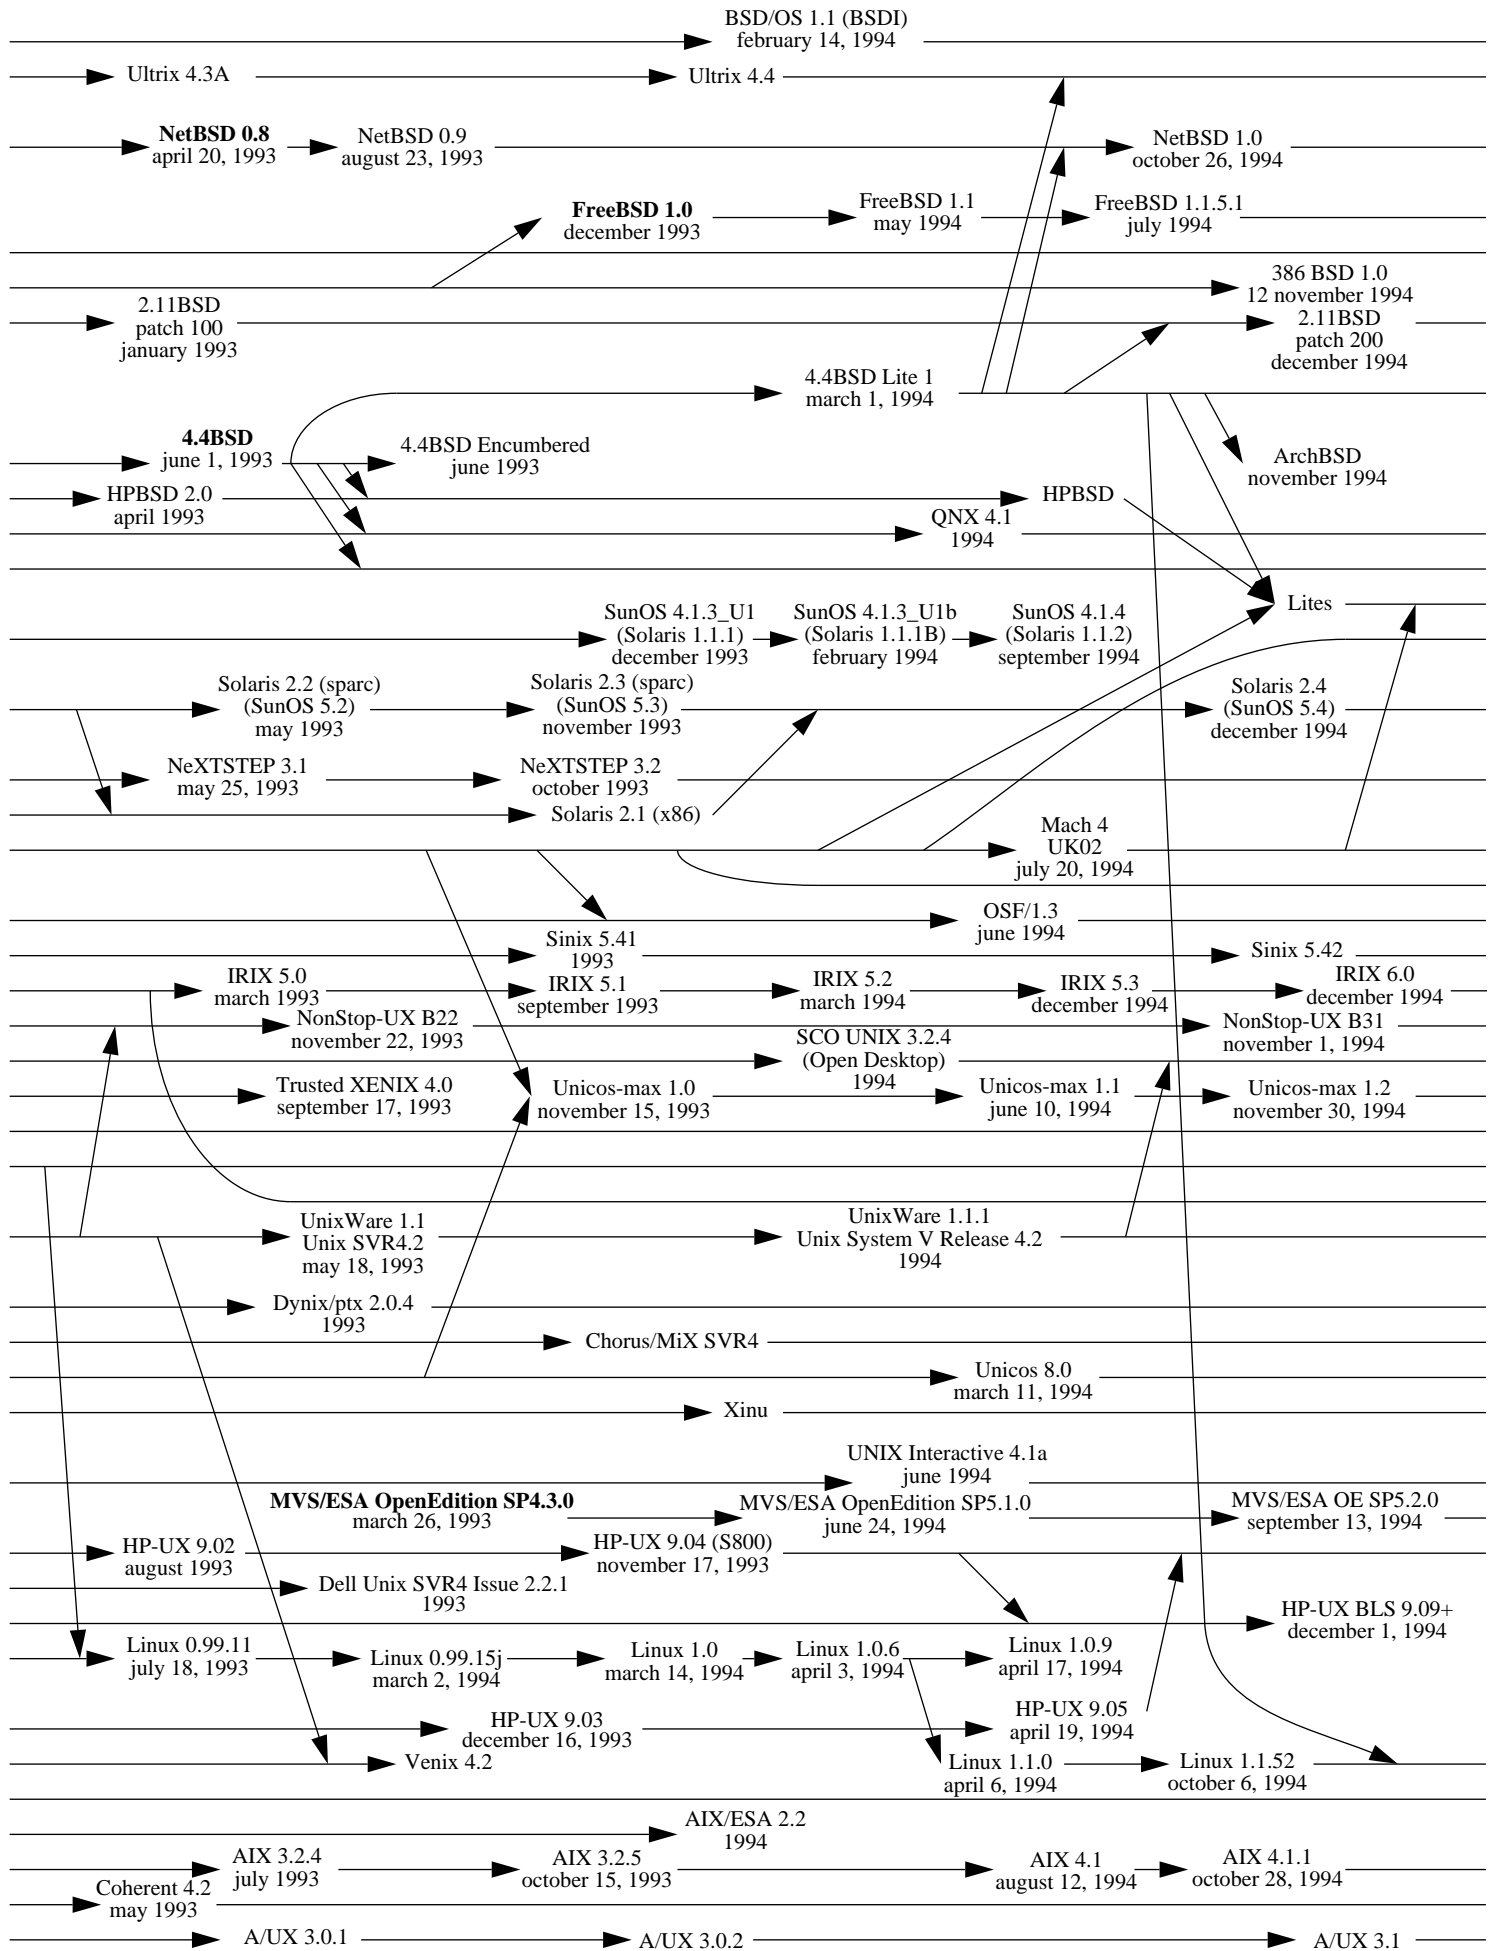 BSD/OS 1.1 (BSDI)
february 14, 1994
Ultrix 4.3A
Ultrix 4.4
NetBSD 0.8
april 20, 1993
NetBSD 0.9
august 23, 1993
NetBSD 1.0
october 26, 1994
FreeBSD 1.0
december 1993
FreeBSD 1.1
may 1994
FreeBSD 1.1.5.1
july 1994
386 BSD 1.0
12 november 1994
2.11BSD
patch 100
january 1993
2.11BSD
patch 200
december 1994
4.4BSD Lite 1
march 1, 1994
4.4BSD
june 1, 1993
4.4BSD Encumbered
june 1993
ArchBSD
november 1994
HPBSD 2.0
april 1993
HPBSD
QNX 4.1
1994
Lites
SunOS 4.1.3_U1
(Solaris 1.1.1)
december 1993
SunOS 4.1.3_U1b
(Solaris 1.1.1B)
february 1994
SunOS 4.1.4
(Solaris 1.1.2)
september 1994
Solaris 2.2 (sparc)
(SunOS 5.2)
may 1993
Solaris 2.3 (sparc)
(SunOS 5.3)
november 1993
Solaris 2.4
(SunOS 5.4)
december 1994
NeXTSTEP 3.1
may 25, 1993
NeXTSTEP 3.2
october 1993
Solaris 2.1 (x86)
Mach 4
UK02
july 20, 1994
OSF/1.3
june 1994
Sinix 5.41
1993
Sinix 5.42
IRIX 5.0
march 1993
IRIX 5.1
september 1993
IRIX 5.2
march 1994
IRIX 5.3
december 1994
IRIX 6.0
december 1994
NonStop-UX B22
november 22, 1993
NonStop-UX B31
november 1, 1994
SCO UNIX 3.2.4
(Open Desktop)
1994
Trusted XENIX 4.0
september 17, 1993
Unicos-max 1.0
november 15, 1993
Unicos-max 1.1
june 10, 1994
Unicos-max 1.2
november 30, 1994
UnixWare 1.1
Unix SVR4.2
may 18, 1993
UnixWare 1.1.1
Unix System V Release 4.2
1994
Dynix/ptx 2.0.4
1993
Chorus/MiX SVR4
Unicos 8.0
march 11, 1994
Xinu
UNIX Interactive 4.1a
june 1994
MVS/ESA OpenEdition SP4.3.0
march 26, 1993
MVS/ESA OpenEdition SP5.1.0
june 24, 1994
MVS/ESA OE SP5.2.0
september 13, 1994
HP-UX 9.02
august 1993
HP-UX 9.04 (S800)
november 17, 1993
Dell Unix SVR4 Issue 2.2.1
1993
HP-UX BLS 9.09+
december 1, 1994
Linux 0.99.11
july 18, 1993
Linux 0.99.15j
march 2, 1994
Linux 1.0
march 14, 1994
Linux 1.0.6
april 3, 1994
Linux 1.0.9
april 17, 1994
HP-UX 9.03
december 16, 1993
HP-UX 9.05
april 19, 1994
Venix 4.2
Linux 1.1.0
april 6, 1994
Linux 1.1.52
october 6, 1994
AIX/ESA 2.2
1994
AIX 3.2.4
july 1993
AIX 3.2.5
october 15, 1993
AIX 4.1
august 12, 1994
AIX 4.1.1
october 28, 1994
Coherent 4.2
may 1993
A/UX 3.0.1
A/UX 3.0.2
A/UX 3.1